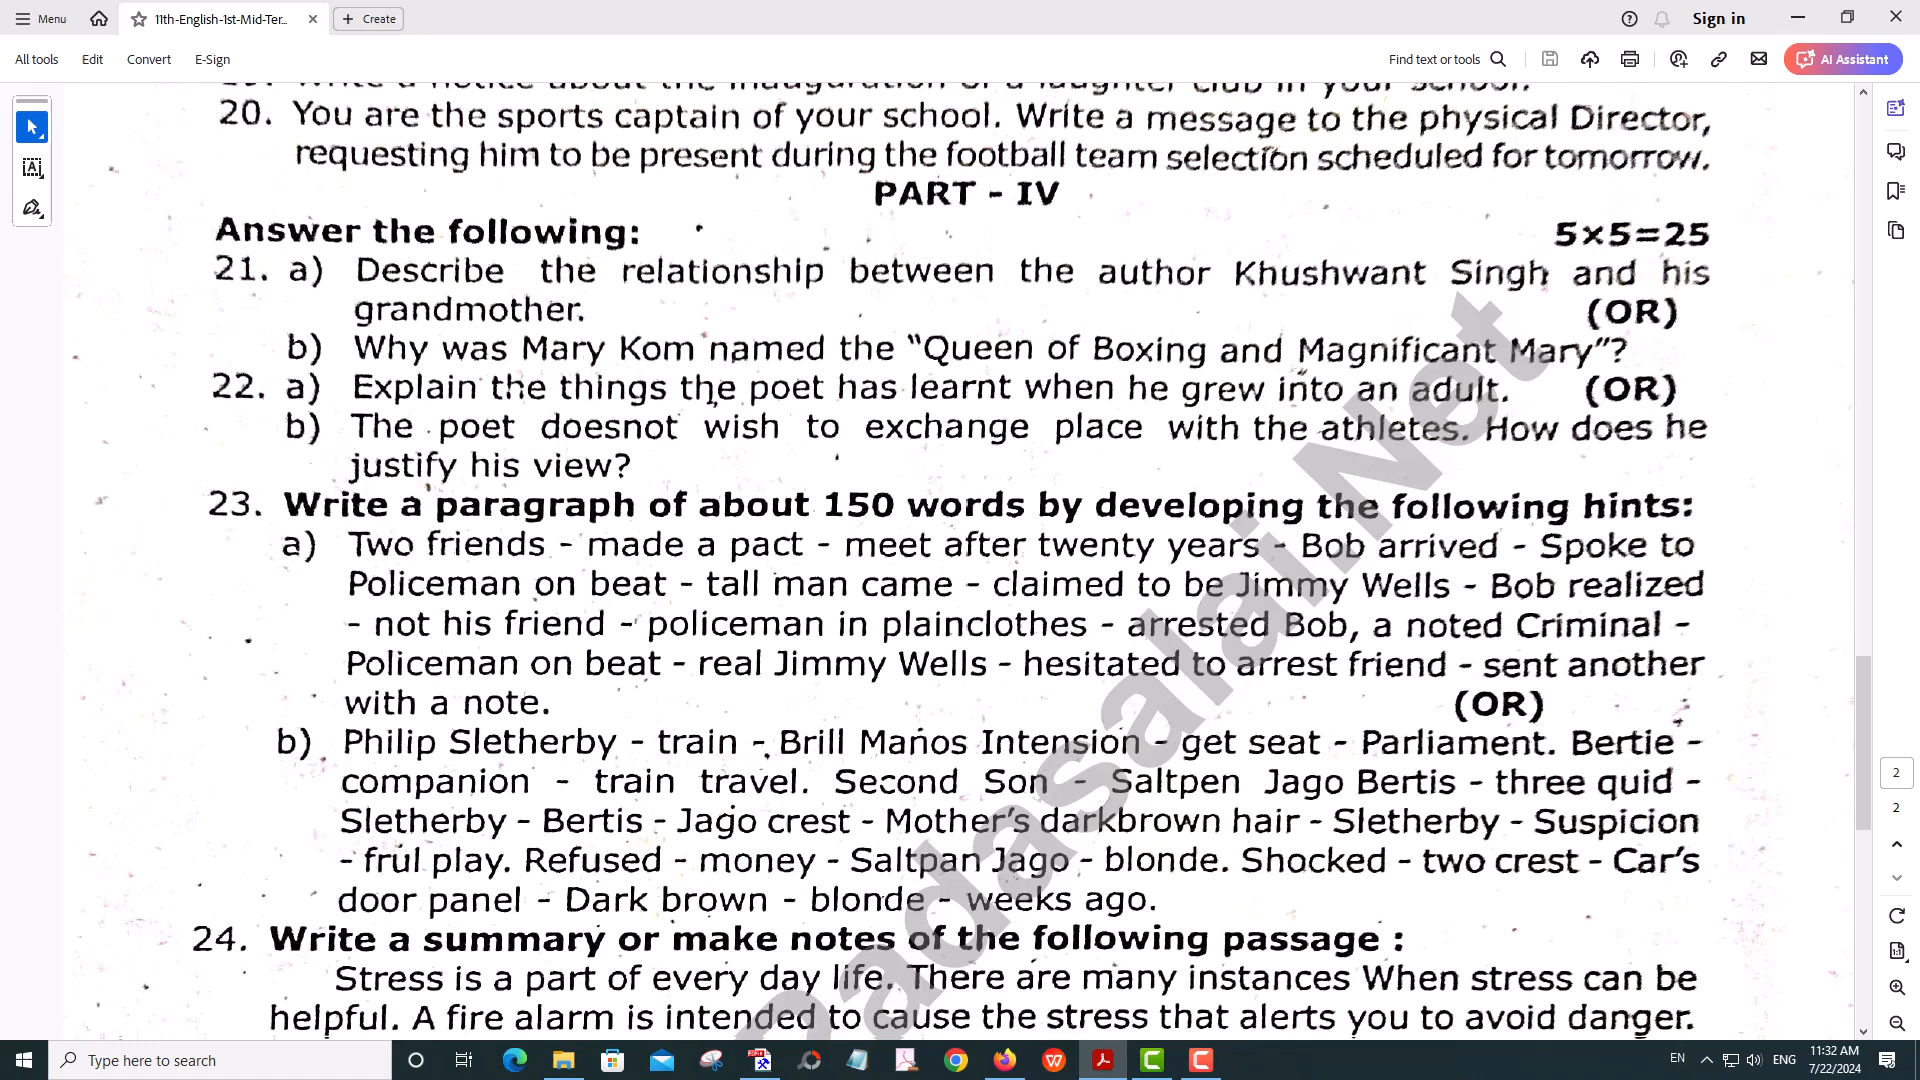 Menu
11th-English-1st-Mid-Ter...
Create
Sign in
All tools
Edit
Convert
E-Sign
Find text or tools
AI Assistant
20. You are the sports captain of your school. Write a message to the physical Director,
requesting him to be present during the football team selection scheduled for tomorrow.
PART - IV
Answer the following: 5×5=25
21. a) Describe the relationship between the author Khushwant Singh and his
grandmother. (OR)
b) Why was Mary Kom named the "Queen of Boxing and Magnificant Mary"?
22. a) Explain the things the poet has learnt when he grew into an adult. (OR)
b) The poet doesnot wish to exchange place with the athletes. How does he
justify his view?
23. Write a paragraph of about 150 words by developing the following hints:
a) Two friends - made a pact - meet after twenty years - Bob arrived - Spoke to
Policeman on beat - tall man came - claimed to be Jimmy Wells - Bob realized
- not his friend - policeman in plainclothes - arrested Bob, a noted Criminal -
Policeman on beat - real Jimmy Wells - hesitated to arrest friend - sent another
with a note. (OR)
b) Philip Sletherby - train - Brill Manos Intension - get seat - Parliament. Bertie -
companion - train travel. Second Son - Saltpen Jago Bertis - three quid -
Sletherby - Bertis - Jago crest - Mother's darkbrown hair - Sletherby - Suspicion
- frul play. Refused - money - Saltpan Jago - blonde. Shocked - two crest - Car's
door panel - Dark brown - blonde - weeks ago.
24. Write a summary or make notes of the following passage :
Stress is a part of every day life. There are many instances When stress can be
helpful. A fire alarm is intended to cause the stress that alerts you to avoid danger.
Padasalai.Net
2
2
Type here to search
EN
ENG
11:32 AM
7/22/2024